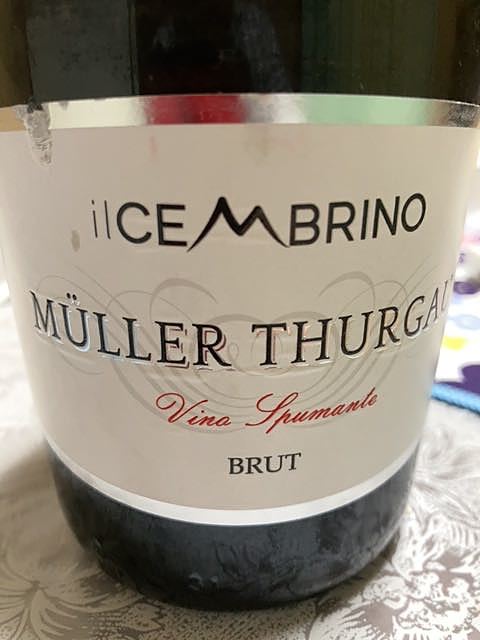 ilCEMBRINO
MÜLLER THURGAU
Vino Spumante
BRUT